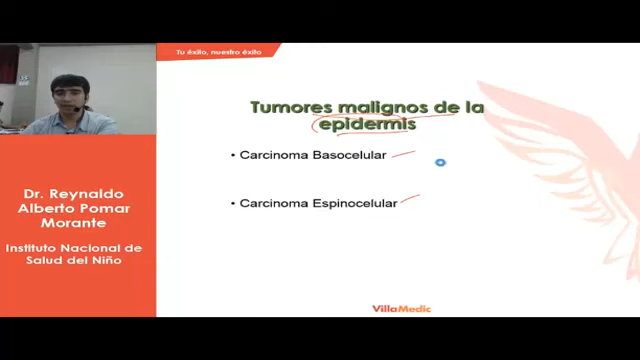 Tu éxito, nuestro éxito
Tumores malignos de la
epidermis
• Carcinoma Basocelular
• Carcinoma Espinocelular
Dr. Reynaldo
Alberto Pomar
Morante
Instituto Nacional de
Salud del Niño
VillaMedic